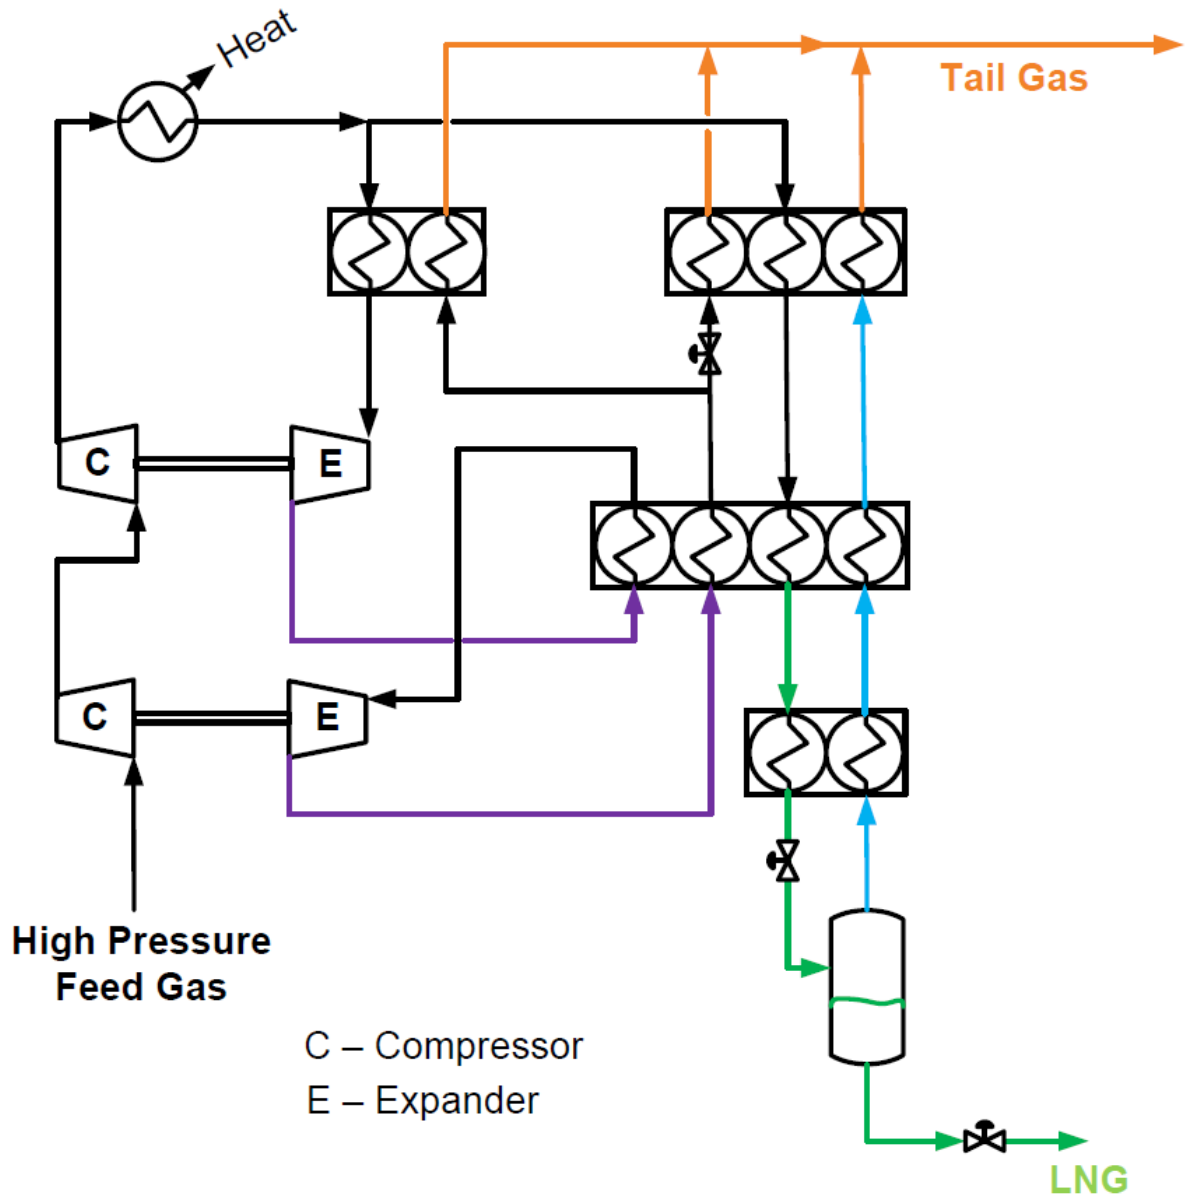 Heat
Tail Gas
C
E
C
E
High Pressure
Feed Gas
C – Compressor
E – Expander
LNG